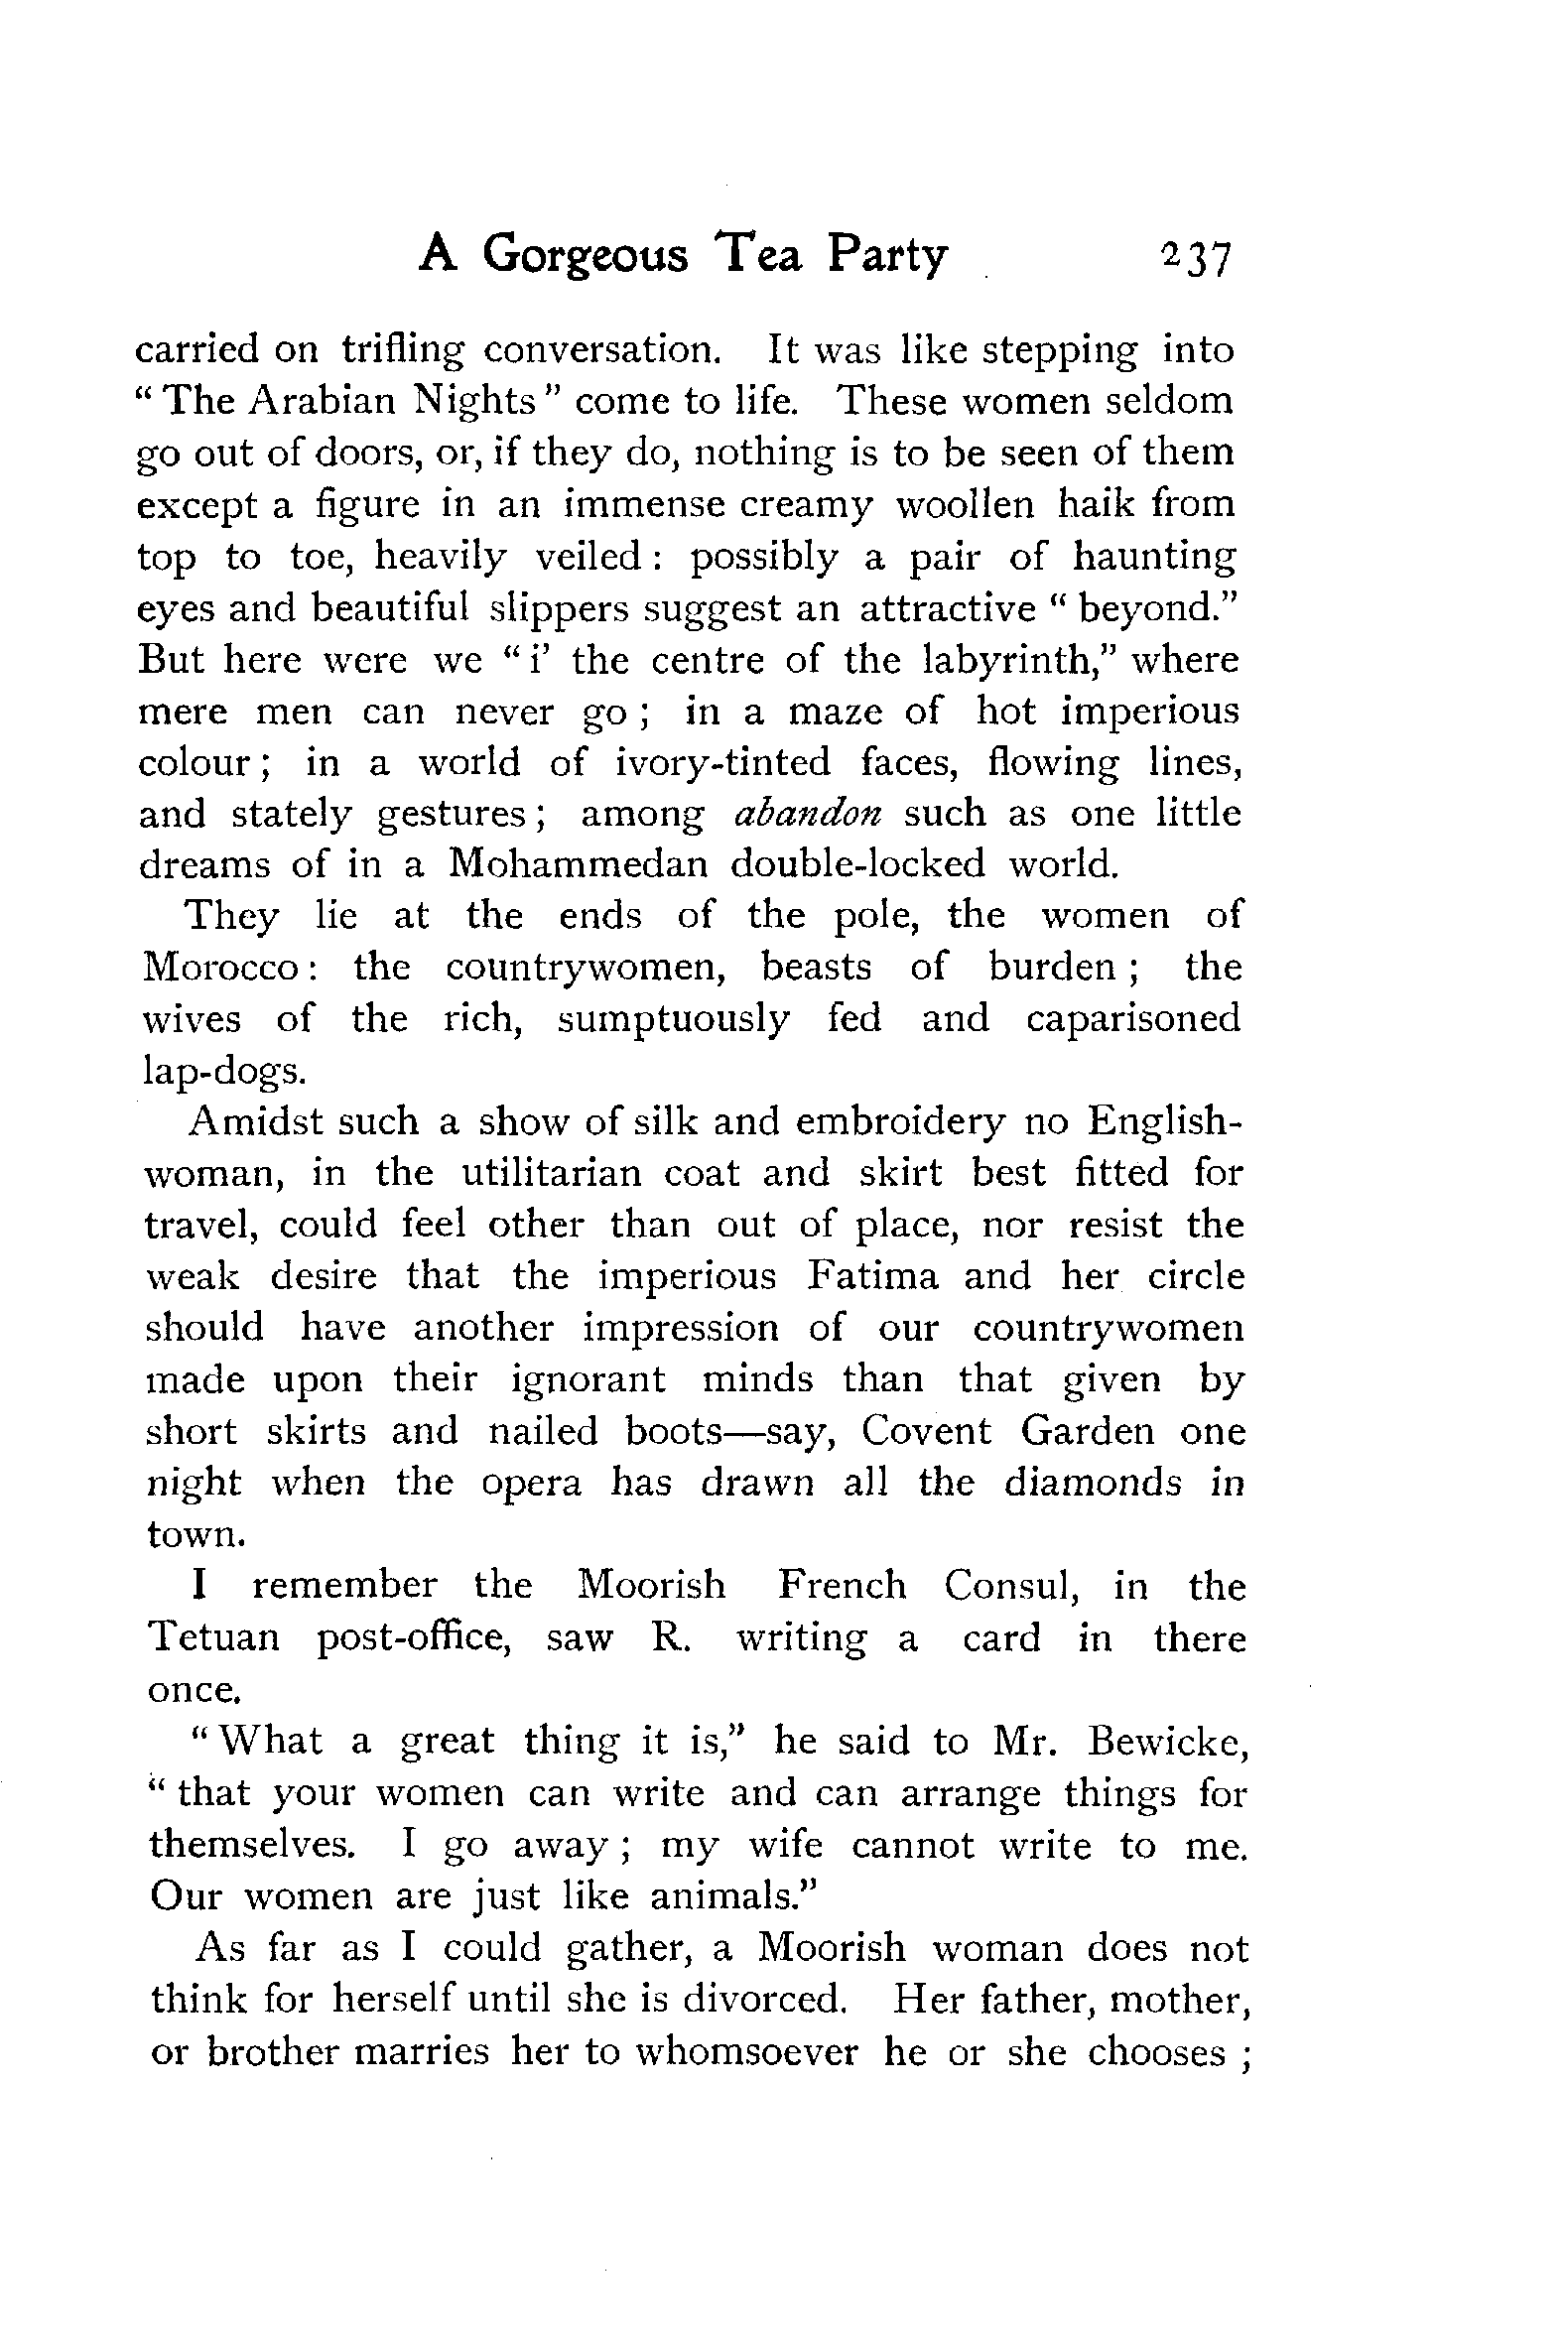 A Gorgeous Tea Party 237
carried on trifling conversation. It was like stepping into
“ The Arabian Nights ” come to life. These women seldom
go out of doors, or, if they do, nothing is to be seen of them
except a figure in an immense creamy woollen haik from
top to toe, heavily veiled : possibly a pair of haunting
eyes and beautiful slippers suggest an attractive “ beyond.”
But here were we “ i’ the centre of the labyrinth,” where
mere men can never go ; in a maze of hot imperious
colour ; in a world of ivory-tinted faces, flowing lines,
and stately gestures ; among abandon such as one little
dreams of in a Mohammedan double-locked world.
They lie at the ends of the pole, the women of
Morocco : the countrywomen, beasts of burden ; the
wives of the rich, sumptuously fed and caparisoned
lap-dogs.
Amidst such a show of silk and embroidery no English-
woman, in the utilitarian coat and skirt best fitted for
travel, could feel other than out of place, nor resist the
weak desire that the imperious Fatima and her circle
should have another impression of our countrywomen
made upon their ignorant minds than that given by
short skirts and nailed boots—say, Covent Garden one
night when the opera has drawn all the diamonds in
town.
I remember the Moorish French Consul, in the
Tetuan post-office, saw R. writing a card in there
once.
“ What a great thing it is,” he said to Mr. Bewicke,
“ that your women can write and can arrange things for
themselves. I go away ; my wife cannot write to me.
Our women are just like animals.”
As far as I could gather, a Moorish woman does not
think for herself until she is divorced. Her father, mother,
or brother marries her to whomsoever he or she chooses ;